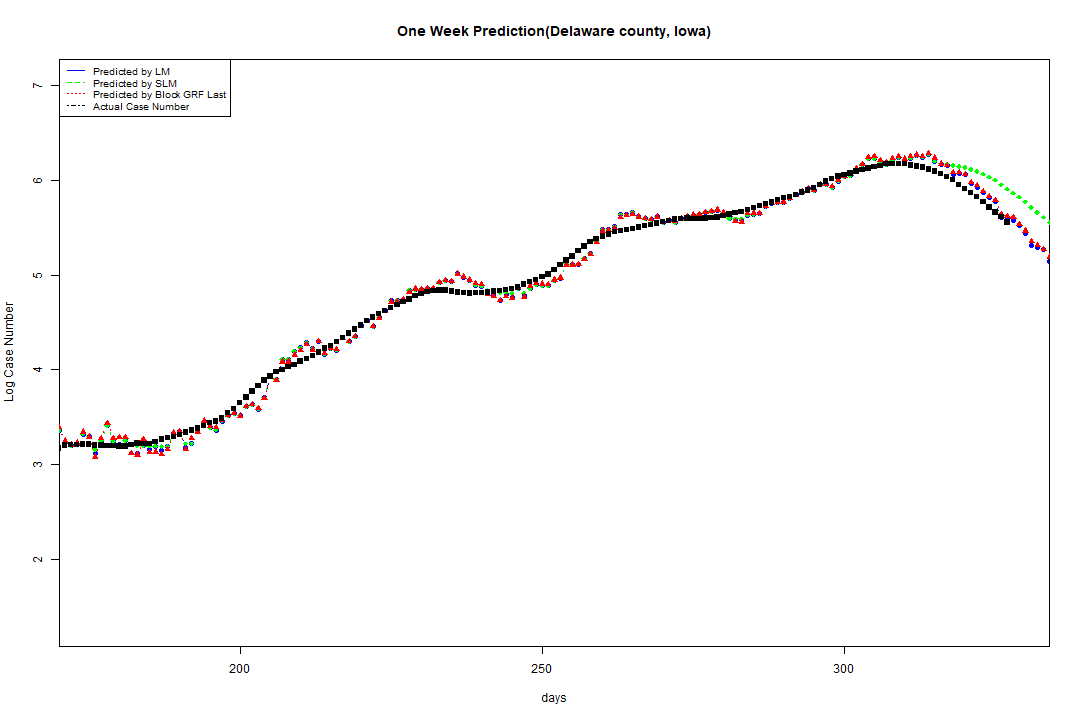 One Week Prediction(Delaware county, Iowa)
Predicted by LM
Predicted by SLM
Predicted by Block GRF Last
Actual Case Number
7
6
5
4
3
2
Log Case Number
200
250
300
days